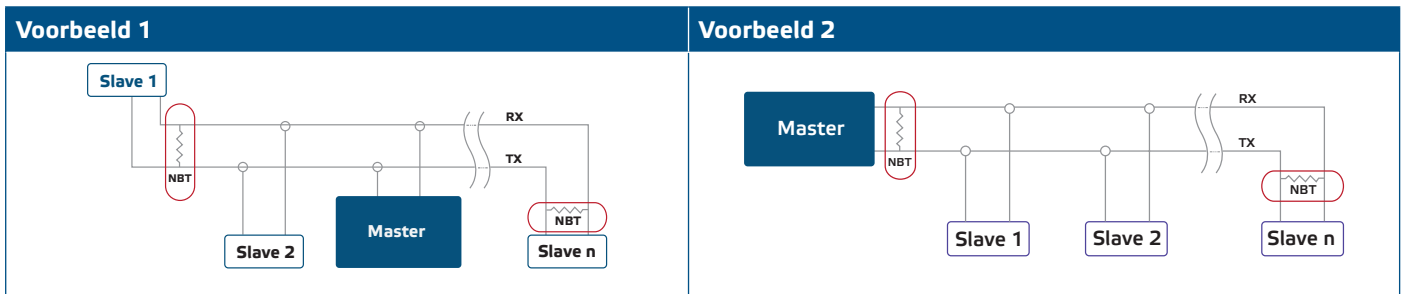 Voorbeeld 1
Slave 1
RX
TX
NBT
NBT
Master
Slave 2
Slave n
Voorbeeld 2
RX
Master
TX
NBT
NBT
Slave 1
Slave 2
Slave n